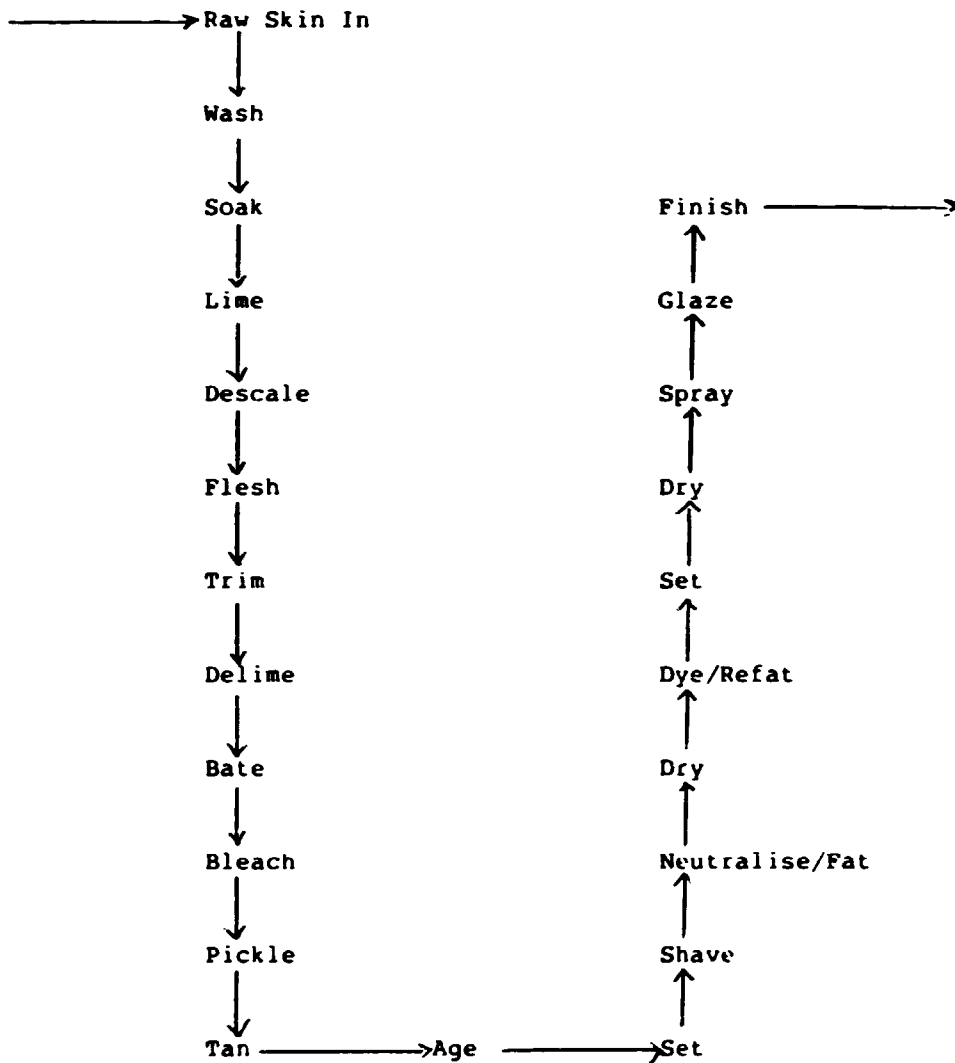 Raw Skin In
Wash
Soak
Lime
Descale
Flesh
Trim
Delime
Bate
Bleach
Pickle
Tan
Age
Set
Shave
Neutralise/Fat
Dry
Dye/Refat
Set
Dry
Spray
Glaze
Finish